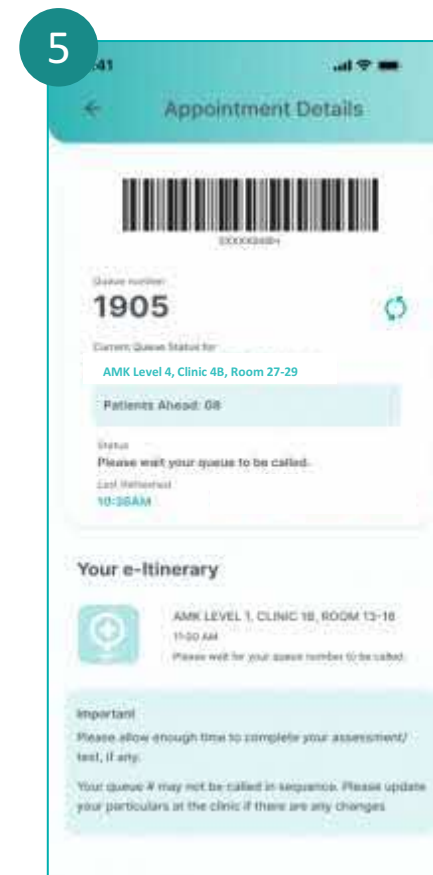 5
:41
Appointment Details
Queue number
1905
Current Queue Status for
AMK Level 4, Clinic 4B, Room 27-29
Patients Ahead: 08
Status
Please wait your queue to be called.
Last Refreshed
10:36AM
Your e-Itinerary
AMK LEVEL 1, CLINIC 1B, ROOM 13-18
11:00 AM
Please wait for your queue number to be called.
Important
Please allow enough time to complete your assessment/
test, if any.
Your queue # may not be called in sequence. Please update
your particulars at the clinic if there are any changes